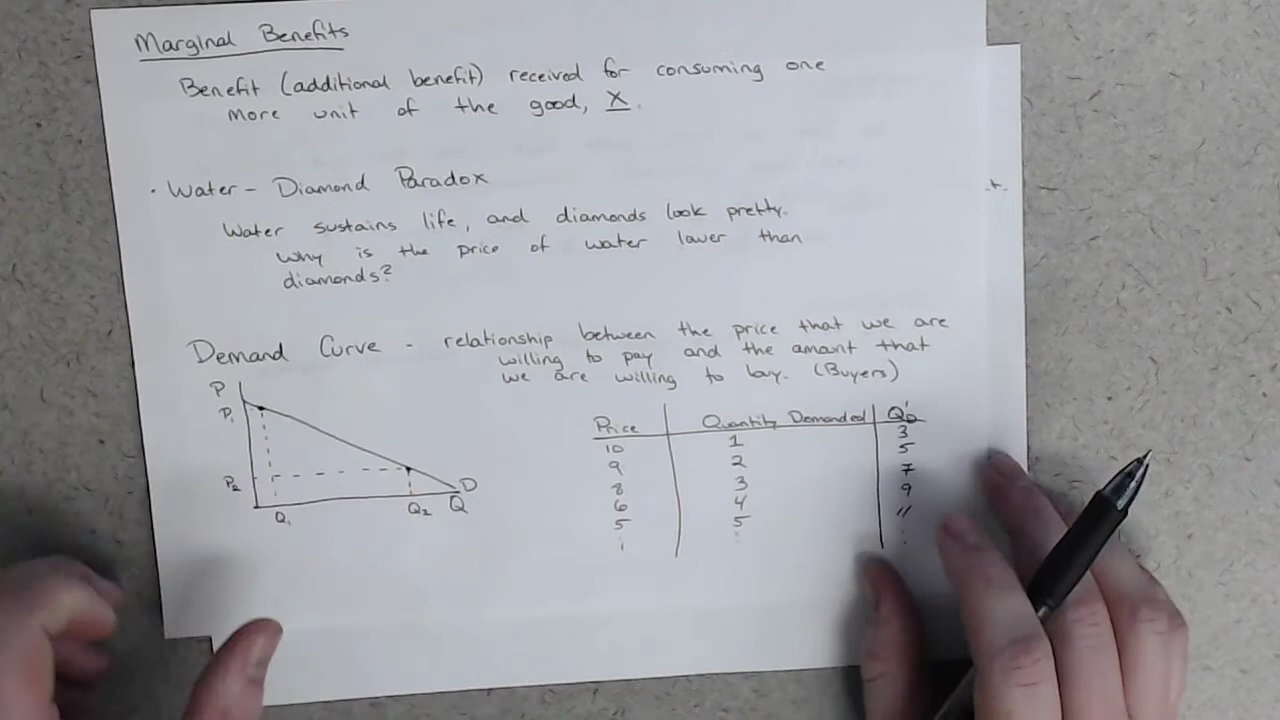 Marginal Benefits
Benefit (additional benefit) received for consuming one
more unit of the good, X.
• Water - Diamond Paradox
Water sustains life, and diamonds look pretty.
Why is the price of water lower than
diamonds?
Demand Curve - relationship between the price that we are
willing to pay and the amount that
we are willing to buy. (Buyers)
P
P1
P2
Q1
Q2
Q
D
Price Quantity Demanded QD'
10 1 3
9 2 5
8 3 7
6 4 9
5 5 11
⋮ ⋮ ⋮